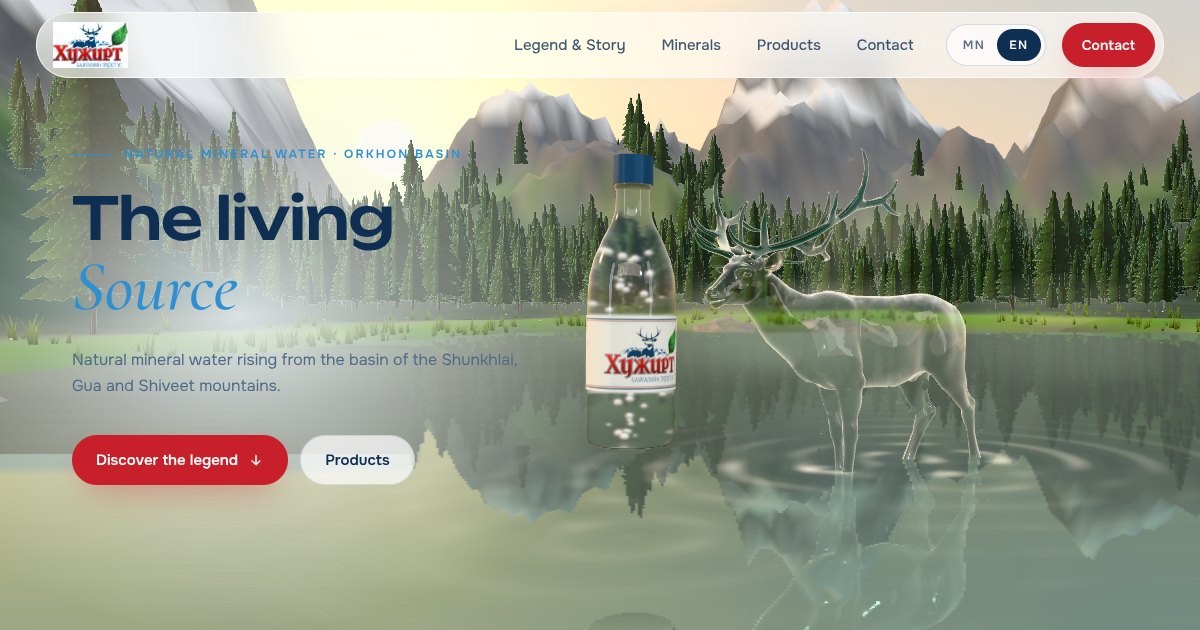 Хужирт
Legend & Story
Minerals
Products
Contact
MN
EN
Contact
NATURAL MINERAL WATER · ORKHON BASIN
The living
Source
Natural mineral water rising from the basin of the Shunkhlai,
Gua and Shiveet mountains.
Discover the legend ↓
Products
Хужирт